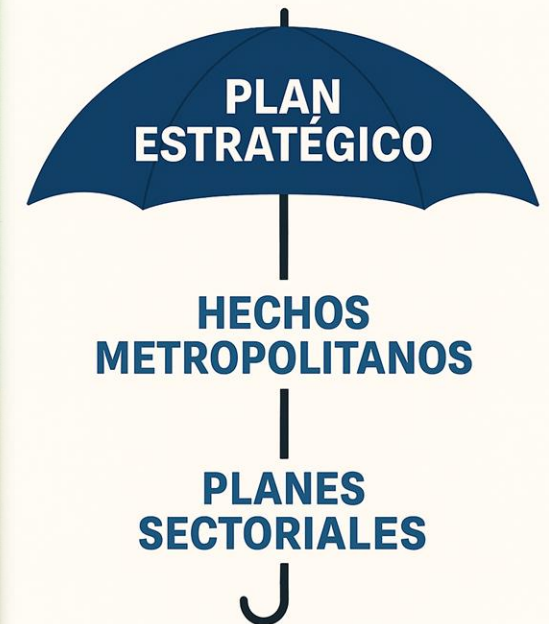 PLAN
ESTRATÉGICO
HECHOS
METROPOLITANOS
PLANES
SECTORIALES